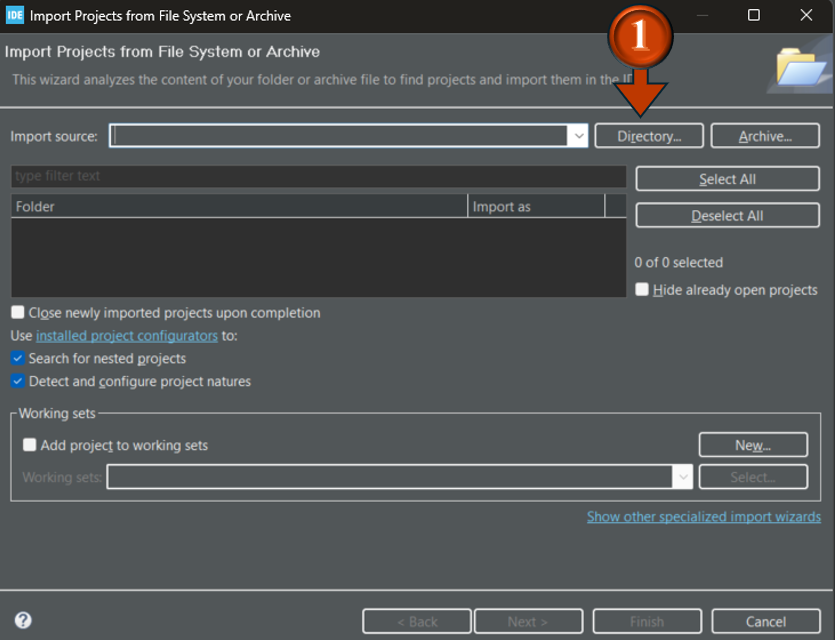 IDE Import Projects from File System or Archive
1
Import Projects from File System or Archive
This wizard analyzes the content of your folder or archive file to find projects and import them in the ID
Import source: Directory... Archive...
type filter text
Select All
Folder Import as
Deselect All
0 of 0 selected
Hide already open projects
Close newly imported projects upon completion
Use installed project configurators to:
Search for nested projects
Detect and configure project natures
Working sets
Add project to working sets New...
Working sets: Select...
Show other specialized import wizards
? < Back Next > Finish Cancel